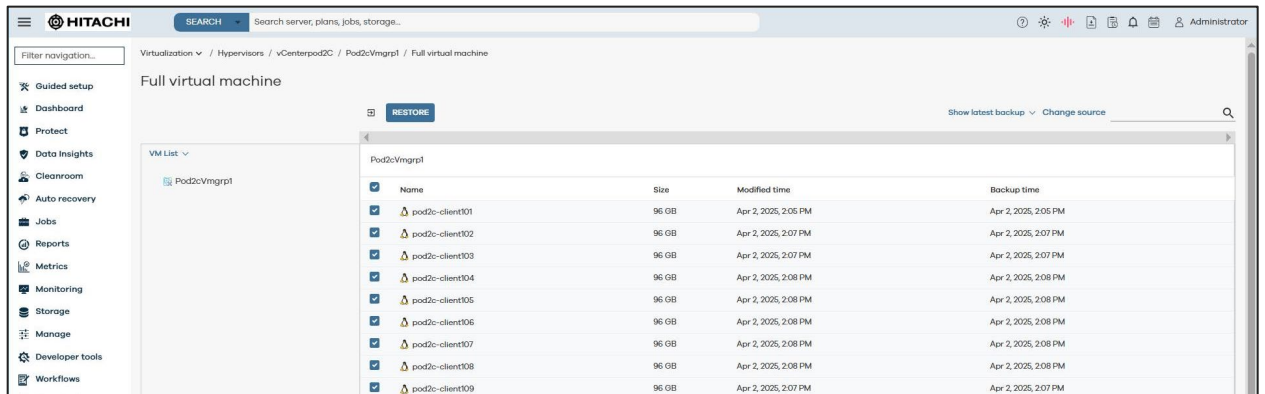 HITACHI SEARCH Search server, plans, jobs, storage... Administrator
Filter navigation...
Virtualization / Hypervisors / vCenterpod2C / Pod2cVmgrp1 / Full virtual machine
Full virtual machine
Guided setup
Dashboard
Protect
Data Insights
Cleanroom
Auto recovery
Jobs
Reports
Metrics
Monitoring
Storage
Manage
Developer tools
Workflows
RESTORE Show latest backup Change source
VM List
Pod2cVmgrp1
Pod2cVmgrp1
Name Size Modified time Backup time
pod2c-client101 96 GB Apr 2, 2025, 2:05 PM Apr 2, 2025, 2:05 PM
pod2c-client102 96 GB Apr 2, 2025, 2:07 PM Apr 2, 2025, 2:07 PM
pod2c-client103 96 GB Apr 2, 2025, 2:07 PM Apr 2, 2025, 2:07 PM
pod2c-client104 96 GB Apr 2, 2025, 2:08 PM Apr 2, 2025, 2:08 PM
pod2c-client105 96 GB Apr 2, 2025, 2:08 PM Apr 2, 2025, 2:08 PM
pod2c-client106 96 GB Apr 2, 2025, 2:08 PM Apr 2, 2025, 2:08 PM
pod2c-client107 96 GB Apr 2, 2025, 2:08 PM Apr 2, 2025, 2:08 PM
pod2c-client108 96 GB Apr 2, 2025, 2:08 PM Apr 2, 2025, 2:08 PM
pod2c-client109 96 GB Apr 2, 2025, 2:07 PM Apr 2, 2025, 2:07 PM